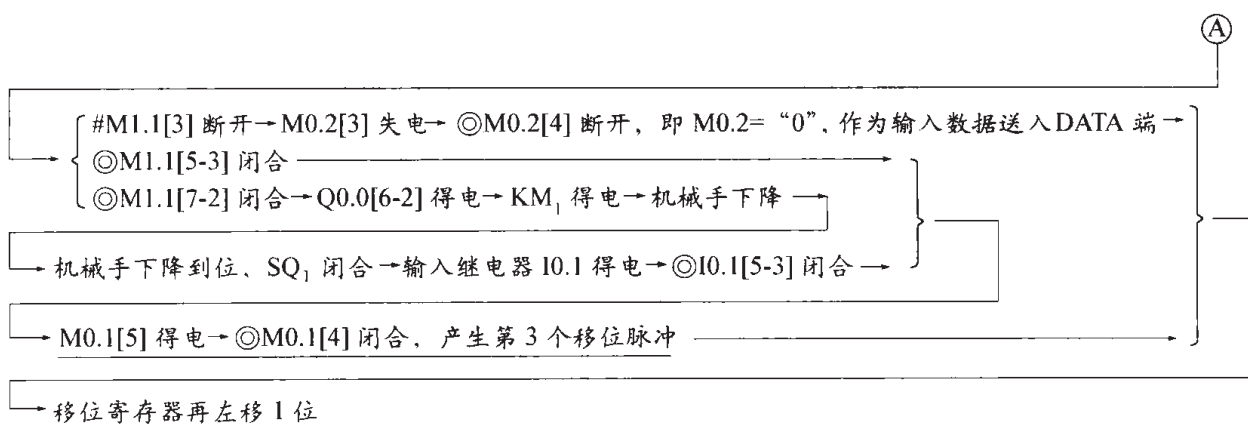 Ⓐ
#M1.1[3] 断开→M0.2[3] 失电→ ◎M0.2[4] 断开, 即 M0.2= “0”, 作为输入数据送入DATA 端→
◎M1.1[5-3] 闭合
◎M1.1[7-2] 闭合→Q0.0[6-2] 得电→KM₁ 得电→机械手下降
机械手下降到位、SQ₁ 闭合→输入继电器 I0.1 得电→◎I0.1[5-3] 闭合→
M0.1[5] 得电→◎M0.1[4] 闭合, 产生第 3 个移位脉冲
移位寄存器再左移 1 位